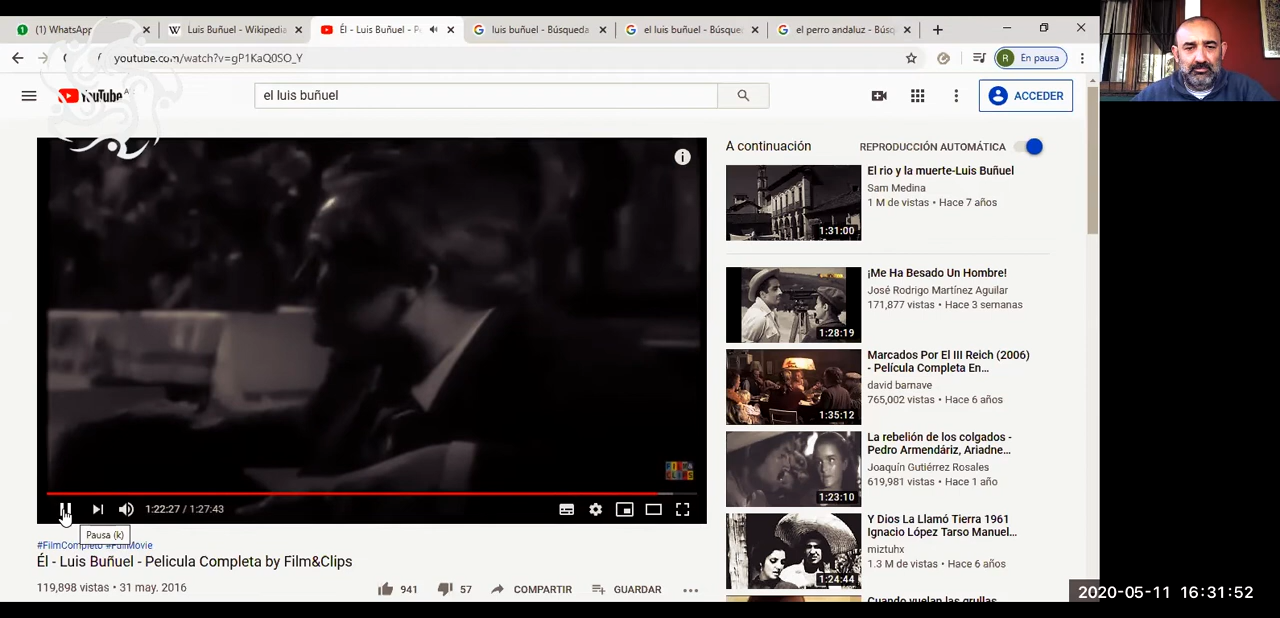 (1) WhatsApp
Luis Buñuel - Wikipedia
Él - Luis Buñuel - Pe
luis buñuel - Búsqueda
el luis buñuel - Búsque
el perro andaluz - Búsq
youtube.com/watch?v=gP1KaQ0SO_Y
R
En pausa
YouTube
el luis buñuel
ACCEDER
A continuación
REPRODUCCIÓN AUTOMÁTICA
El rio y la muerte-Luis Buñuel
Sam Medina
1 M de vistas • Hace 7 años
1:31:00
¡Me Ha Besado Un Hombre!
José Rodrigo Martínez Aguilar
171,877 vistas • Hace 3 semanas
1:28:19
Marcados Por El III Reich (2006)
- Película Completa En...
david barnave
765,002 vistas • Hace 6 años
1:35:12
La rebelión de los colgados -
Pedro Armendáriz, Ariadne...
Joaquín Gutiérrez Rosales
619,981 vistas • Hace 1 año
1:23:10
Y Dios La Llamó Tierra 1961
Ignacio López Tarso Manuel...
miztuhx
1.3 M de vistas • Hace 6 años
1:24:44
Cuando vuelan las grullas
FILM&
CLIPS
1:22:27 / 1:27:43
Pausa (k)
#FilmCompleto #FullMovie
Él - Luis Buñuel - Pelicula Completa by Film&Clips
119,898 vistas • 31 may. 2016
941
57
COMPARTIR
GUARDAR
2020-05-11 16:31:52